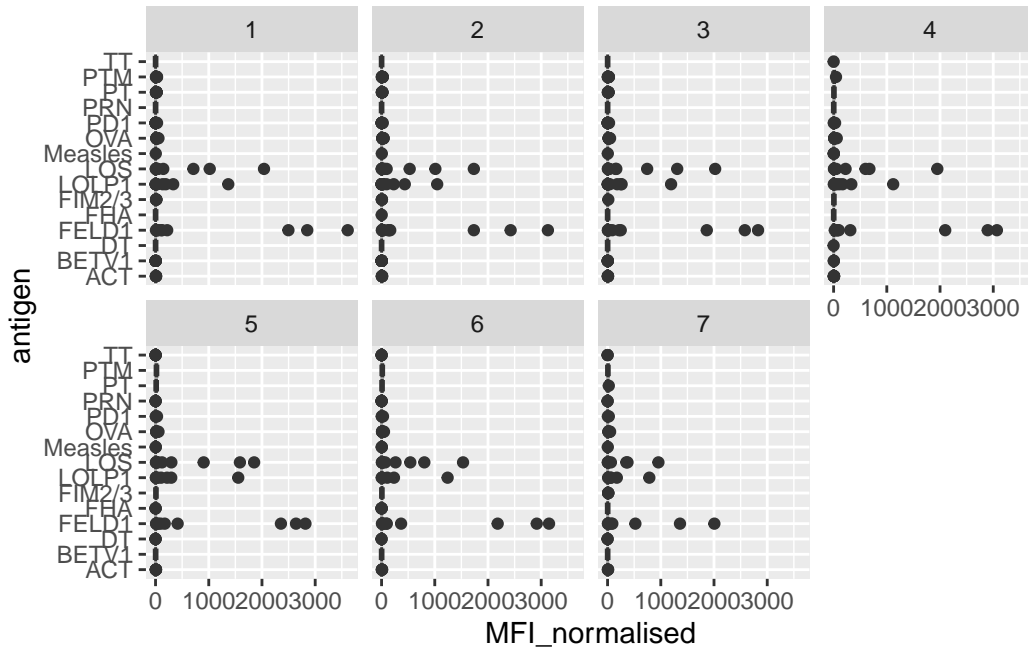 1 2 3 4
TT
PTM
PT
PRN
PD1
OVA
Measles
LOS
LOLP1
FIM2/3
FHA
FELD1
DT
BETV1
ACT
0 1000 2000 3000
5 6 7
TT
PTM
PT
PRN
PD1
OVA
Measles
LOS
LOLP1
FIM2/3
FHA
FELD1
DT
BETV1
ACT
0 1000 2000 3000 0 1000 2000 3000 0 1000 2000 3000
antigen
MFI_normalised